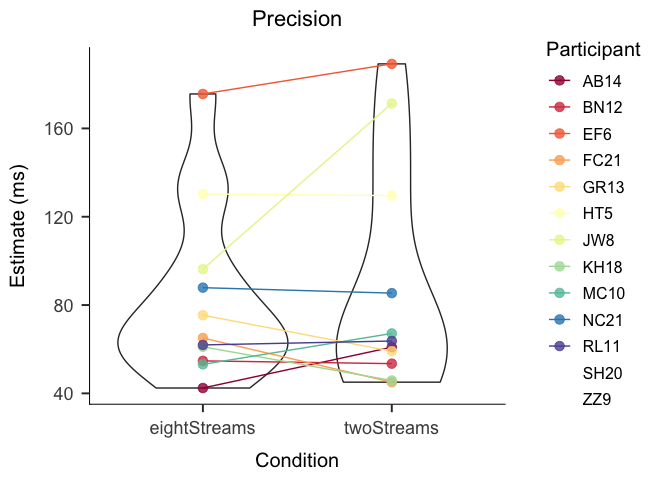 Precision
Estimate (ms)
160
120
80
40
eightStreams
twoStreams
Condition
Participant
AB14
BN12
EF6
FC21
GR13
HT5
JW8
KH18
MC10
NC21
RL11
SH20
ZZ9